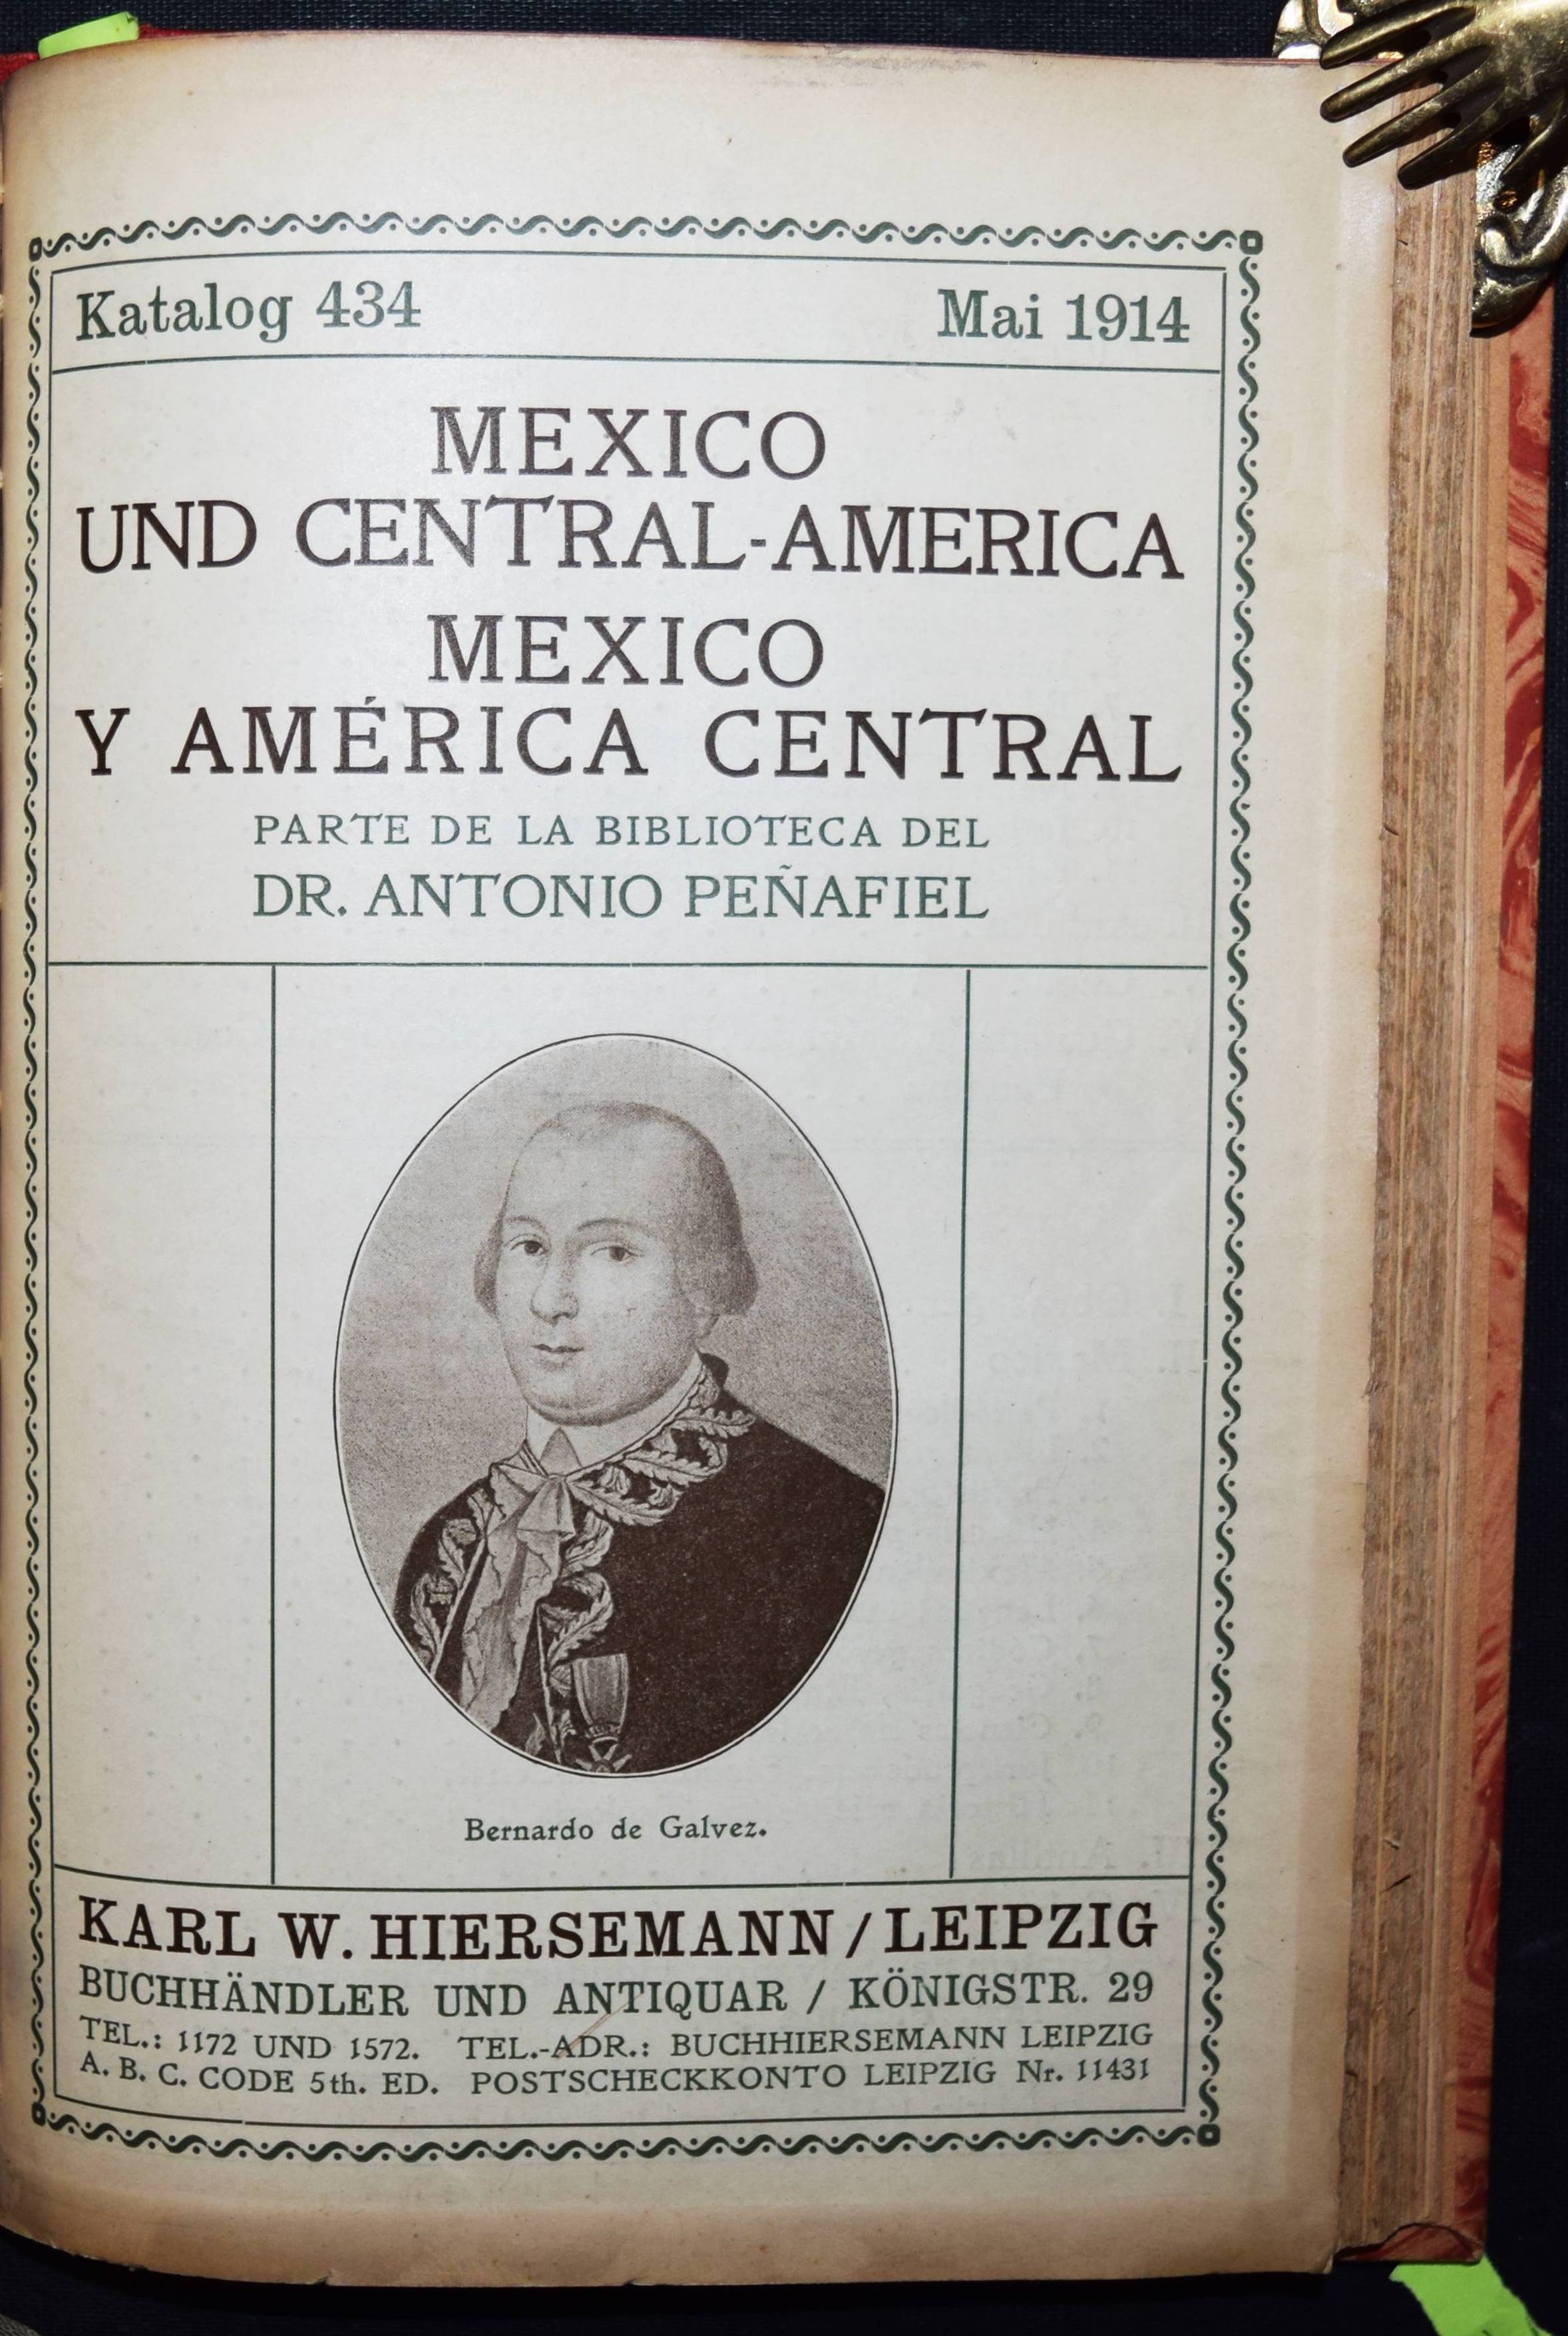 Katalog 434 Mai 1914
MEXICO
UND CENTRAL-AMERICA
MEXICO
Y AMÉRICA CENTRAL
PARTE DE LA BIBLIOTECA DEL
DR. ANTONIO PEÑAFIEL
Bernardo de Galvez.
KARL W. HIERSEMANN / LEIPZIG
BUCHHÄNDLER UND ANTIQUAR / KÖNIGSTR. 29
TEL.: 1172 UND 1572. TEL.-ADR.: BUCHHIERSEMANN LEIPZIG
A. B. C. CODE 5th. ED. POSTSCHECKKONTO LEIPZIG Nr. 11431